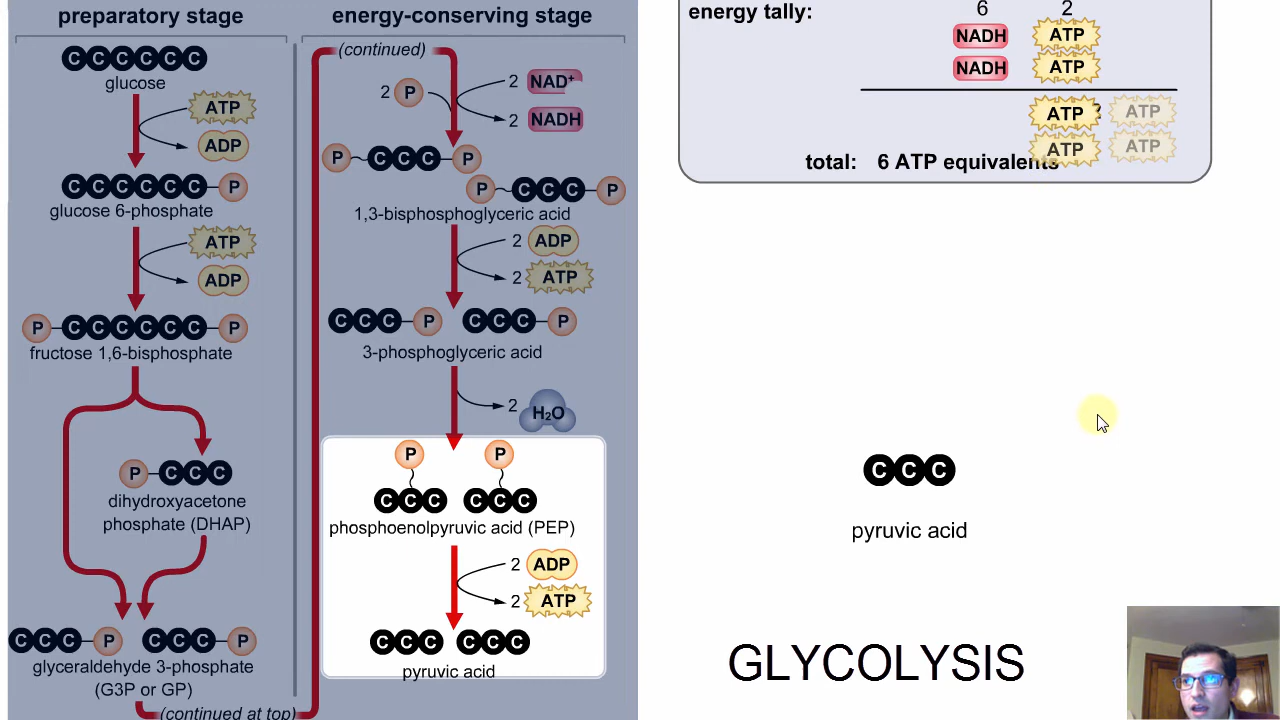 preparatory stage
CCCCCC
glucose
ATP
ADP
CCCCCC P
glucose 6-phosphate
ATP
ADP
P CCCCCC P
fructose 1,6-bisphosphate
P CCC
dihydroxyacetone
phosphate (DHAP)
CCC P CCC P
glyceraldehyde 3-phosphate
(G3P or GP)
(continued at top)
energy-conserving stage
(continued)
2 P
2 NAD+
2 NADH
P CCC P
P CCC P
1,3-bisphosphoglyceric acid
2 ADP
2 ATP
CCC P CCC P
3-phosphoglyceric acid
2 H₂O
P P
CCC CCC
phosphoenolpyruvic acid (PEP)
2 ADP
2 ATP
CCC CCC
pyruvic acid
energy tally: 6 2
NADH ATP
NADH ATP
ATP ATP
ATP ATP
total: 6 ATP equivalents
CCC
pyruvic acid
GLYCOLYSIS